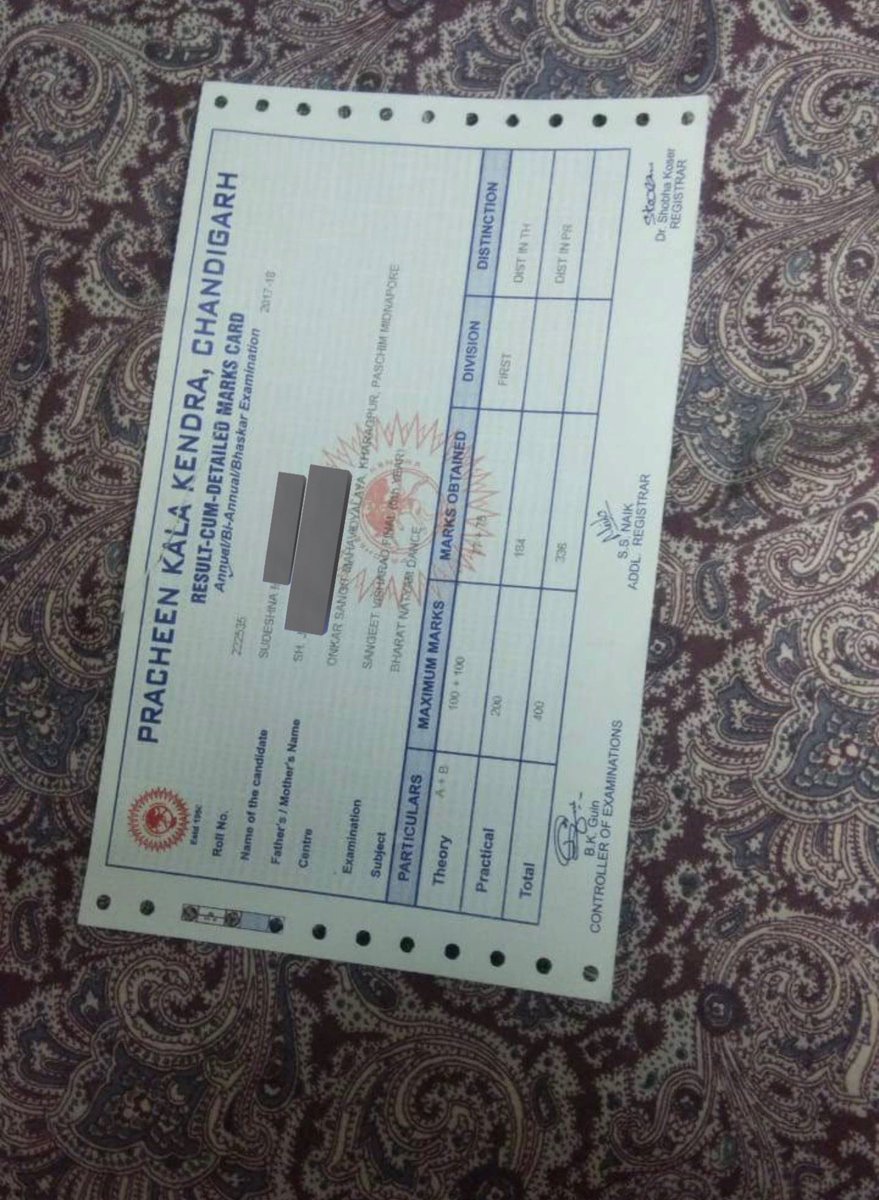 PRACHEEN KALA KENDRA, CHANDIGARH
RESULT-CUM-DETAILED MARKS CARD
Annual/Bi-Annual/Bhaskar Examination 2017-18
Estd 195
Roll No. 222535
Name of the candidate SUDESHNA
Father's / Mother's Name SH.
Centre ONKAR SANGIT MAHAVIDYALAYA KHARAGPUR, PASCHIM MIDNAPORE
Examination SANGEET VISHARAD FINAL (5th YEAR)
Subject BHARAT NATYAM DANCE
PARTICULARS MAXIMUM MARKS MARKS OBTAINED DIVISION DISTINCTION
Theory A + B 100 + 100 FIRST DIST IN TH
Practical 200 184 DIST IN PR
Total 400 336
B.K. Guin
CONTROLLER OF EXAMINATIONS
S.S. NAIK
ADDL. REGISTRAR
Dr. Shobha Koser
REGISTRAR